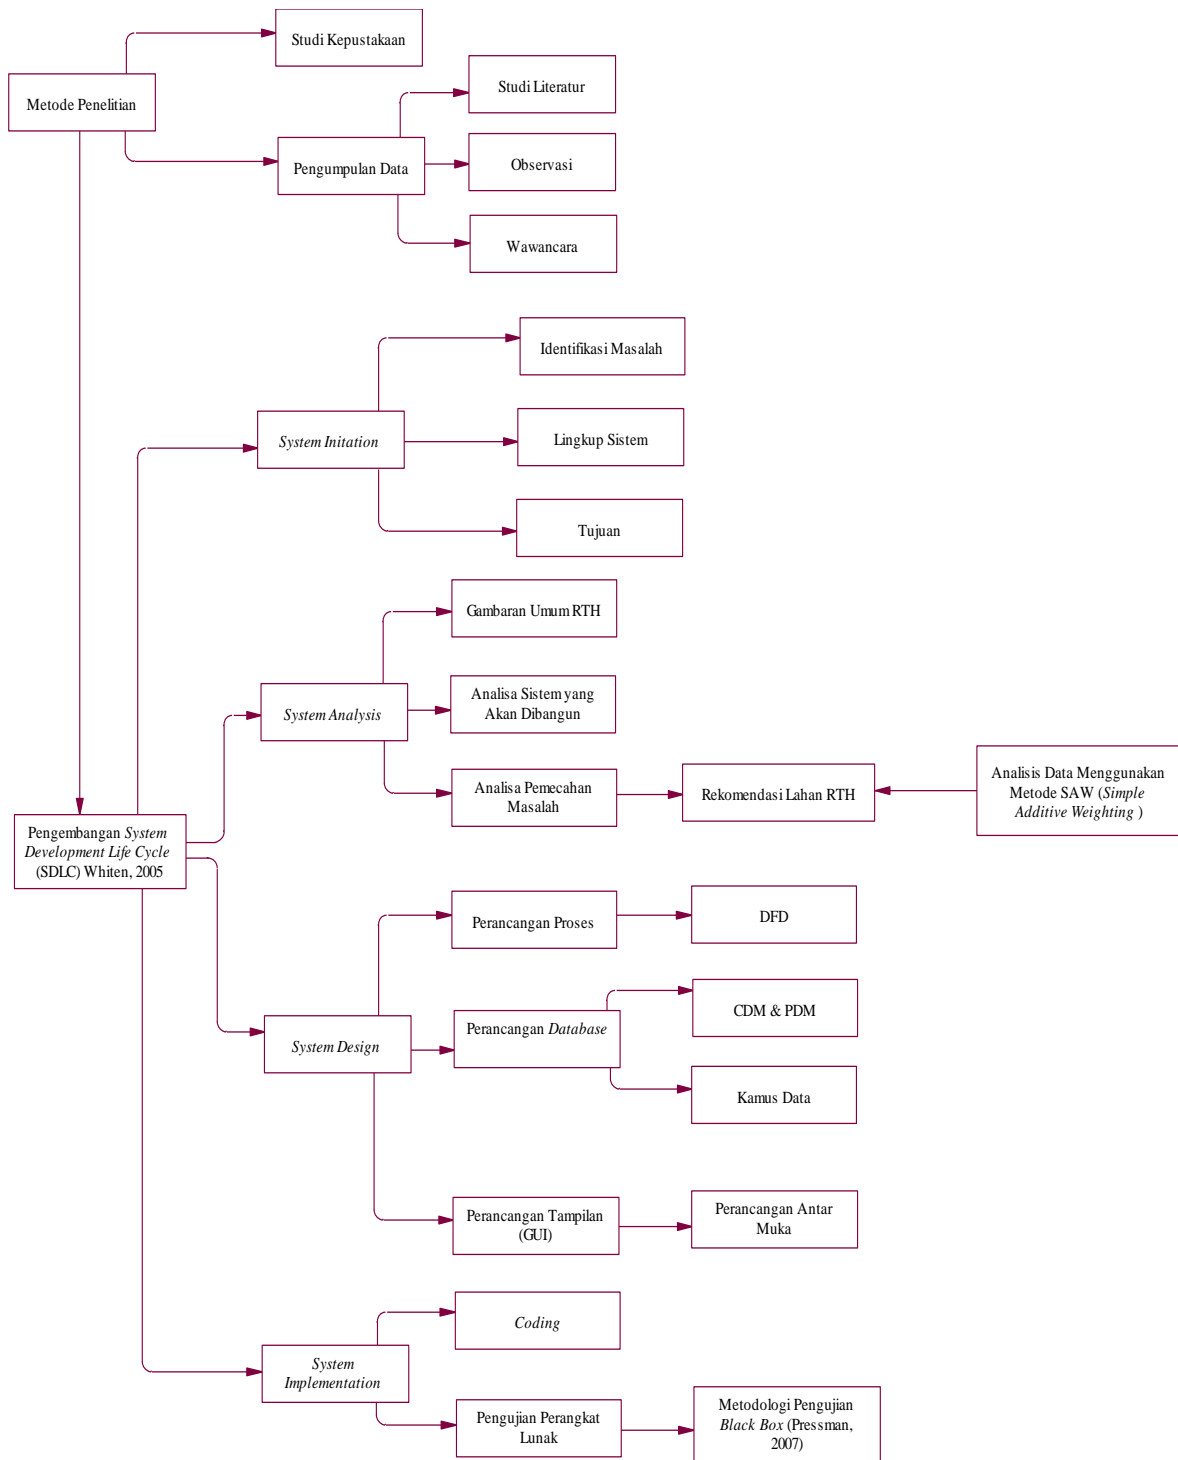 Studi Kepustakaan
Metode Penelitian
Studi Literatur
Pengumpulan Data
Observasi
Wawancara
Identifikasi Masalah
System Initation
Lingkup Sistem
Tujuan
Gambaran Umum RTH
System Analysis
Analisa Sistem yang
Akan Dibangun
Analisa Pemecahan
Masalah
Rekomendasi Lahan RTH
Analisis Data Menggunakan
Metode SAW (Simple
Additive Weighting )
Pengembangan System
Development Life Cycle
(SDLC) Whiten, 2005
Perancangan Proses
DFD
System Design
Perancangan Database
CDM & PDM
Kamus Data
Perancangan Tampilan
(GUI)
Perancangan Antar
Muka
Coding
System
Implementation
Pengujian Perangkat
Lunak
Metodologi Pengujian
Black Box (Pressman,
2007)